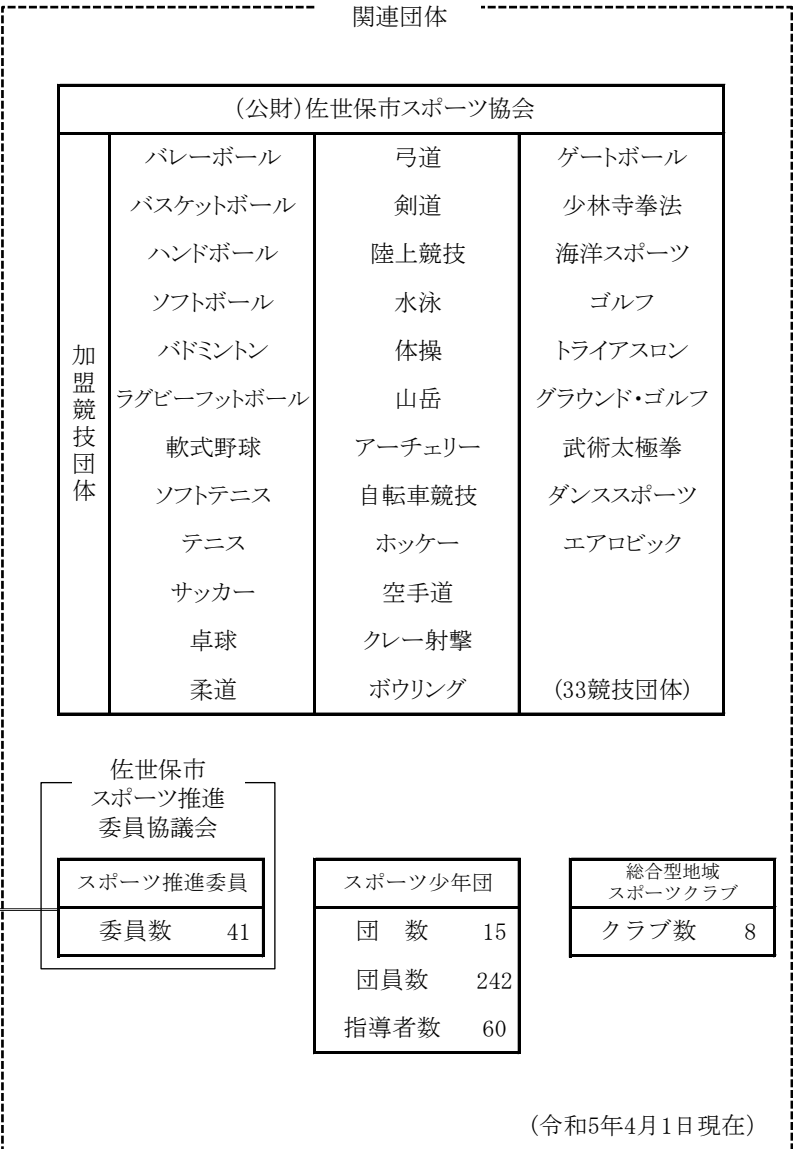 関連団体
(公財)佐世保市スポーツ協会
加盟競技団体
バレーボール 弓道 ゲートボール
バスケットボール 剣道 少林寺拳法
ハンドボール 陸上競技 海洋スポーツ
ソフトボール 水泳 ゴルフ
バドミントン 体操 トライアスロン
ラグビーフットボール 山岳 グラウンド・ゴルフ
軟式野球 アーチェリー 武術太極拳
ソフトテニス 自転車競技 ダンススポーツ
テニス ホッケー エアロビック
サッカー 空手道
卓球 クレー射撃
柔道 ボウリング (33競技団体)
佐世保市
スポーツ推進
委員協議会
スポーツ推進委員
委員数 41
スポーツ少年団
団 数 15
団員数 242
指導者数 60
総合型地域
スポーツクラブ
クラブ数 8
(令和5年4月1日現在)